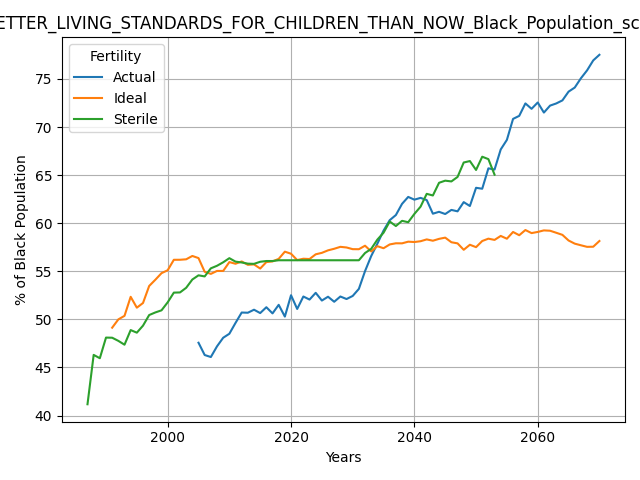 ETTER_LIVING_STANDARDS_FOR_CHILDREN_THAN_NOW_Black_Population_sc
Fertility
Actual
Ideal
Sterile
% of Black Population
75
70
65
60
55
50
45
40
2000
2020
2040
2060
Years